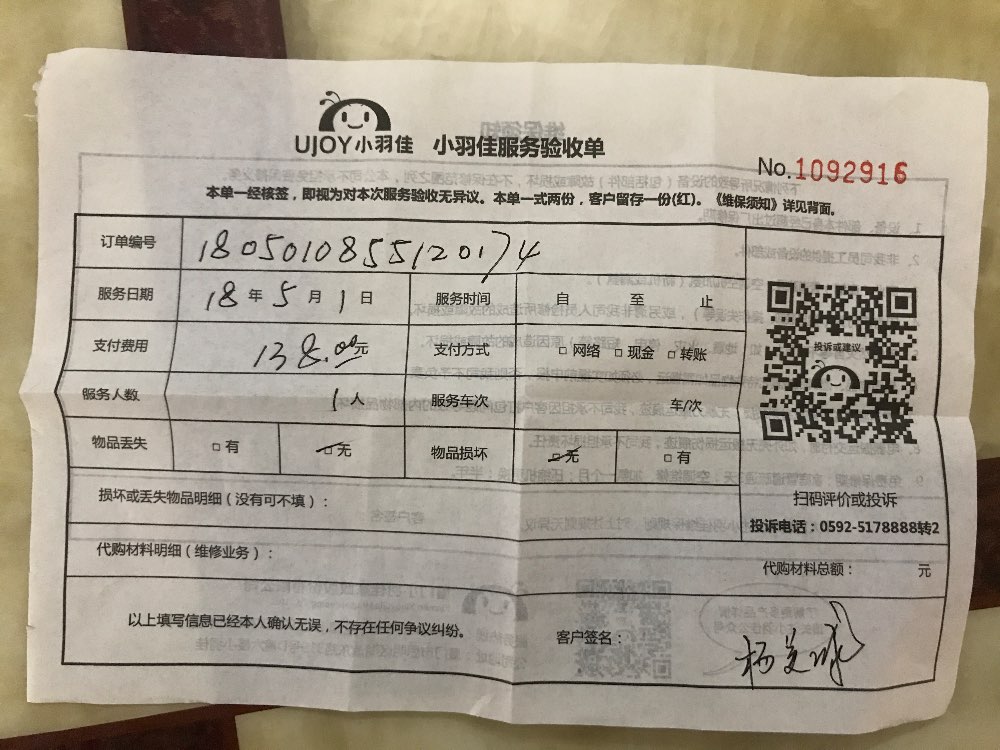 UJOY小羽佳 小羽佳服务验收单
No.1092916
本单一经核签，即视为对本次服务验收无异议。本单一式两份，客户留存一份(红)。《维保须知》详见背面。
订单编号 1805010855120174
服务日期 18年5月1日 服务时间 自 至 止
支付费用 138.00元 支付方式 □网络 □现金 □转账
服务人数 1人 服务车次 车/次
物品丢失 □有 □无 物品损坏 □无 □有
投诉或建议
损坏或丢失物品明细（没有可不填）：
扫码评价或投诉
投诉电话：0592-5178888转2
代购材料明细（维修业务）：
代购材料总额： 元
以上填写信息已经本人确认无误，不存在任何争议纠纷。
客户签名：